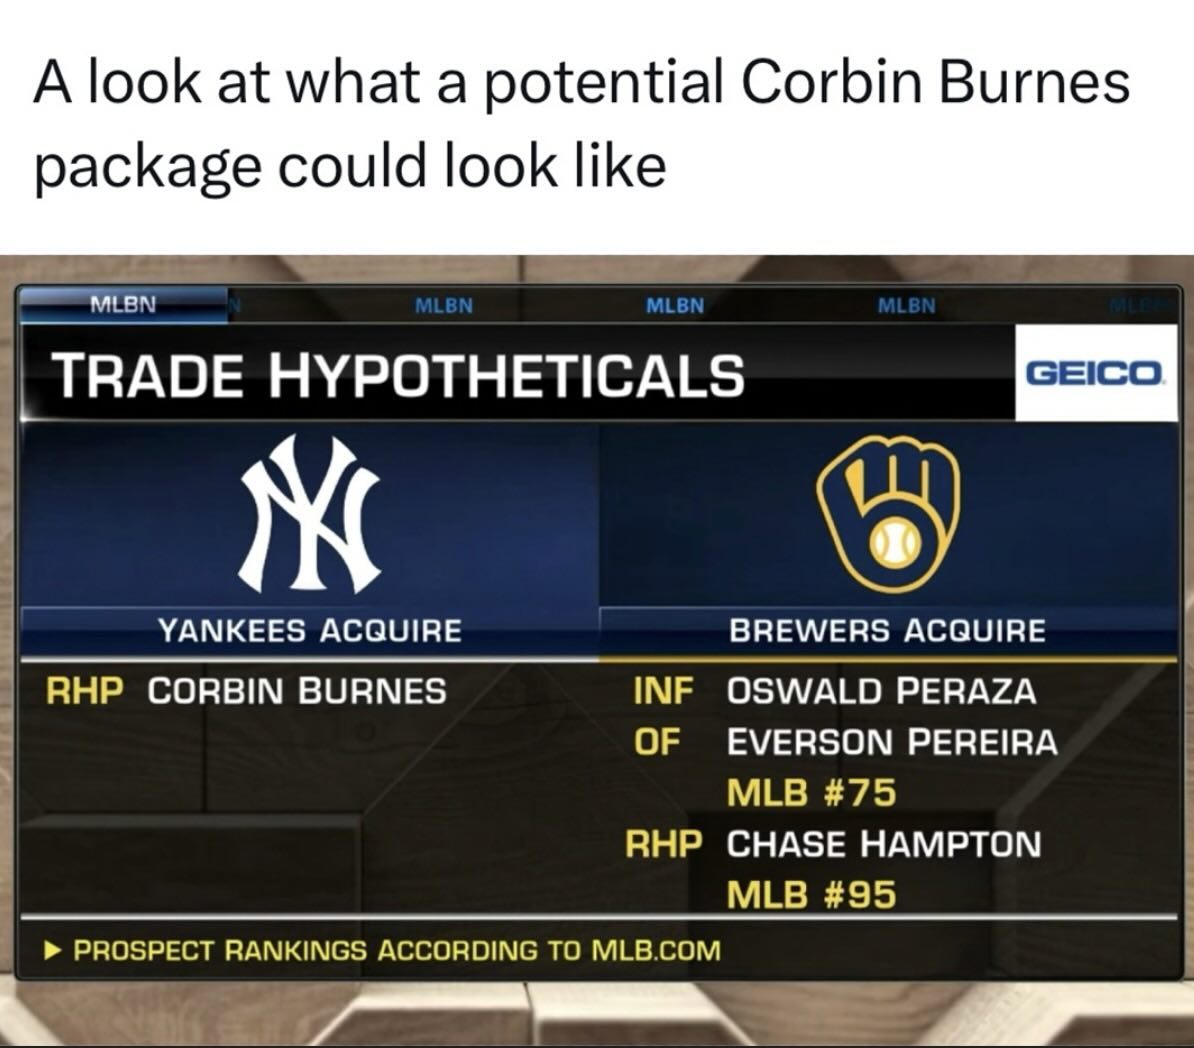 A look at what a potential Corbin Burnes
package could look like
MLBN N MLBN MLBN MLBN MLBN
TRADE HYPOTHETICALS
GEICO
NY
YANKEES ACQUIRE
BREWERS ACQUIRE
RHP CORBIN BURNES
INF OSWALD PERAZA
OF EVERSON PEREIRA
MLB #75
RHP CHASE HAMPTON
MLB #95
▶ PROSPECT RANKINGS ACCORDING TO MLB.COM